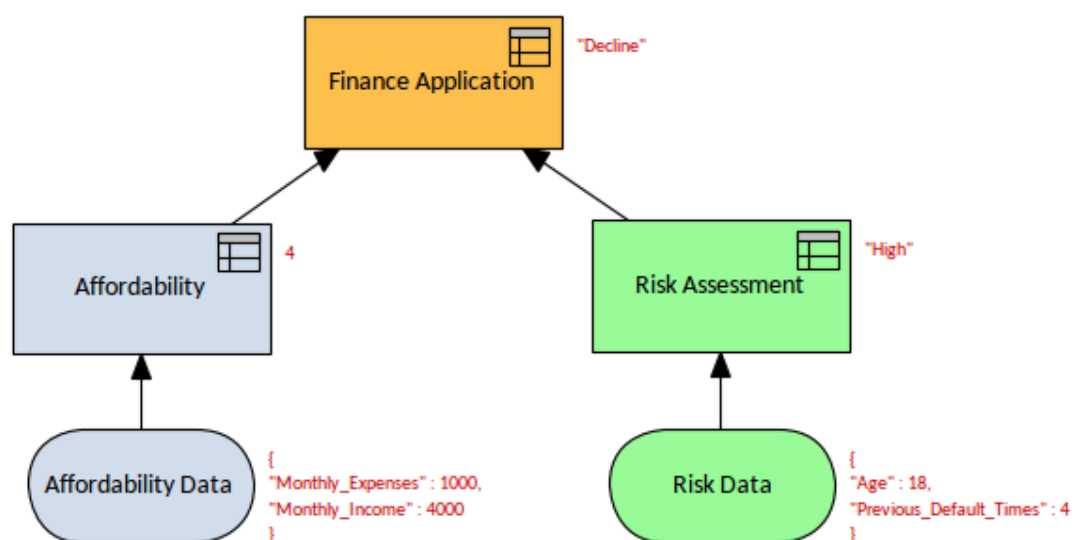 Finance Application
"Decline"
Affordability
4
Risk Assessment
"High"
Affordability Data
{
"Monthly_Expenses" : 1000,
"Monthly_Income" : 4000
}
Risk Data
{
"Age" : 18,
"Previous_Default_Times" : 4
}